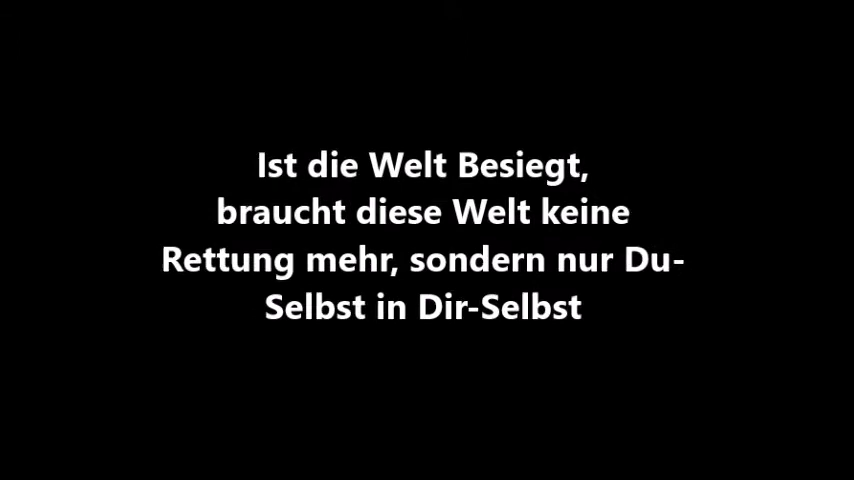 Ist die Welt Besiegt,
braucht diese Welt keine
Rettung mehr, sondern nur Du-
Selbst in Dir-Selbst